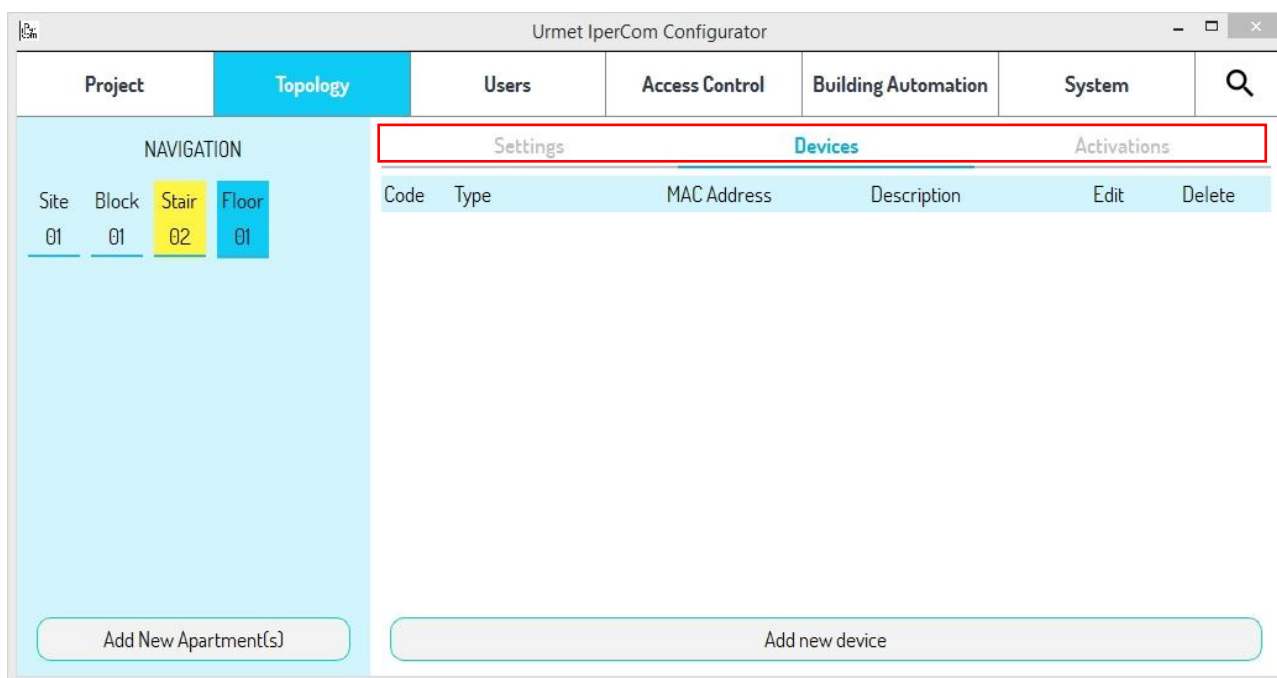 Urmet IperCom Configurator
Project Topology Users Access Control Building Automation System
NAVIGATION
Site Block Stair Floor
01 01 02 01
Add New Apartment(s)
Settings Devices Activations
Code Type MAC Address Description Edit Delete
Add new device